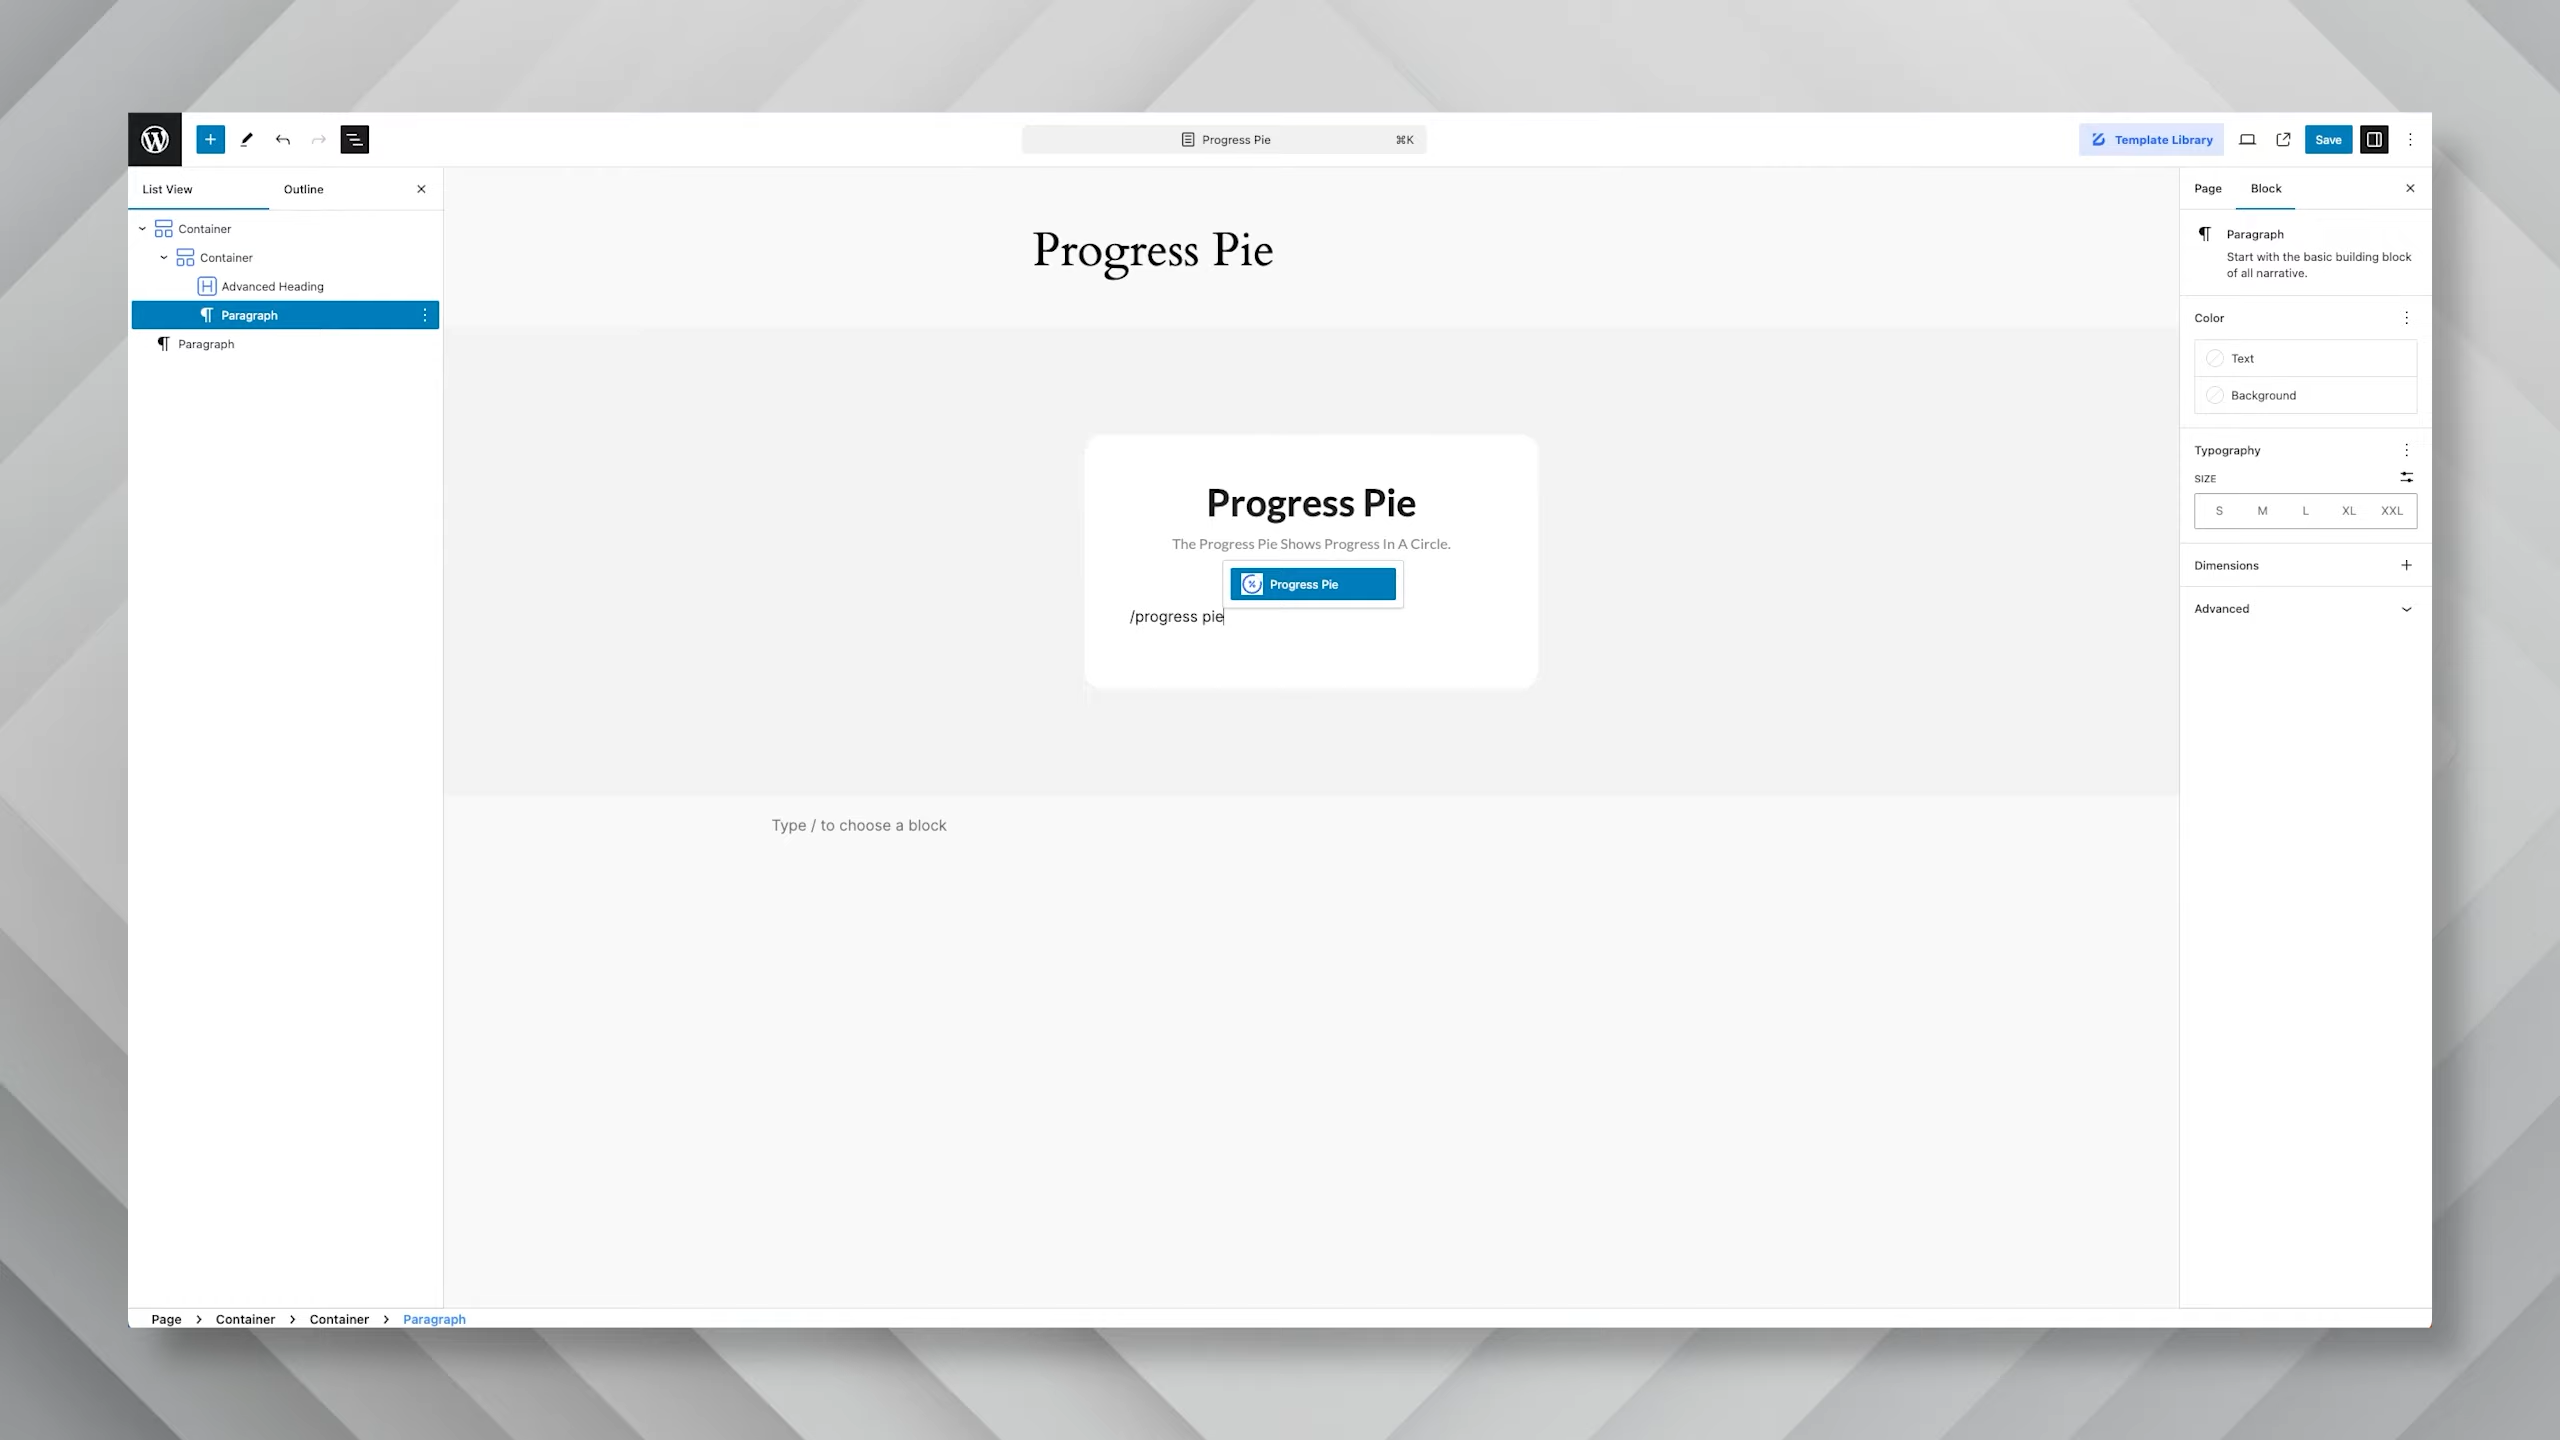 Progress Pie
⌘K
Template Library
Save
List View
Outline
Container
Container
Advanced Heading
Paragraph
Paragraph
Progress Pie
Progress Pie
The Progress Pie Shows Progress In A Circle.
Progress Pie
/progress pie
Type / to choose a block
Page
Block
Paragraph
Start with the basic building block
of all narrative.
Color
Text
Background
Typography
SIZE
S M L XL XXL
Dimensions
Advanced
Page > Container > Container > Paragraph